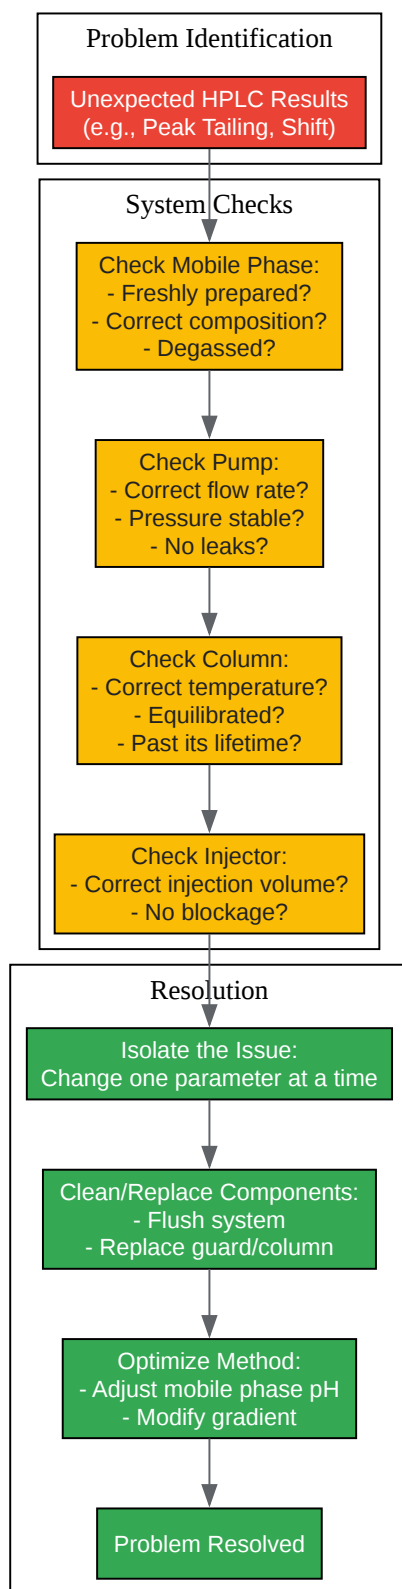 Problem Identification
Unexpected HPLC Results
(e.g., Peak Tailing, Shift)
System Checks
Check Mobile Phase:
- Freshly prepared?
- Correct composition?
- Degassed?
Check Pump:
- Correct flow rate?
- Pressure stable?
- No leaks?
Check Column:
- Correct temperature?
- Equilibrated?
- Past its lifetime?
Check Injector:
- Correct injection volume?
- No blockage?
Resolution
Isolate the Issue:
Change one parameter at a time
Clean/Replace Components:
- Flush system
- Replace guard/column
Optimize Method:
- Adjust mobile phase pH
- Modify gradient
Problem Resolved